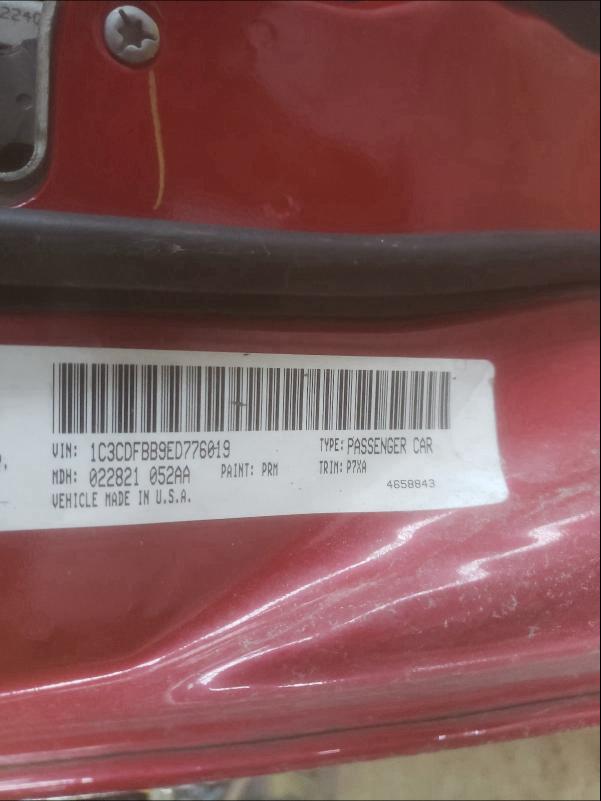 VIN: 1C3CDFBB9ED776019 TYPE: PASSENGER CAR
MDH: 022821 052AA PAINT: PRM TRIM: P7XA
VEHICLE MADE IN U.S.A. 4658843